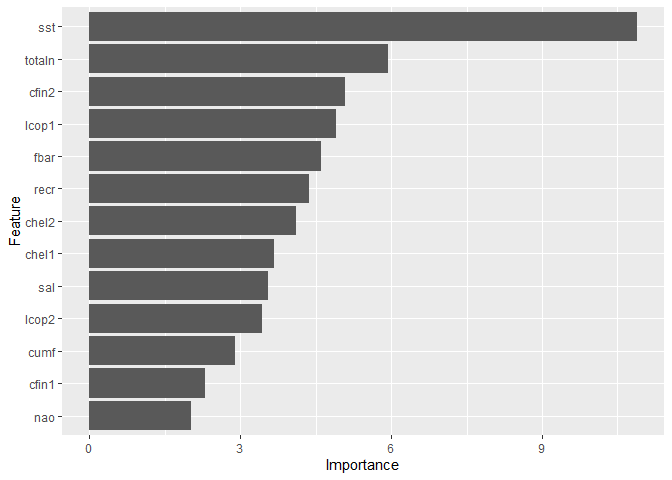 Feature
sst
totaln
cfin2
lcop1
fbar
recr
chel2
chel1
sal
lcop2
cumf
cfin1
nao
0 3 6 9
Importance